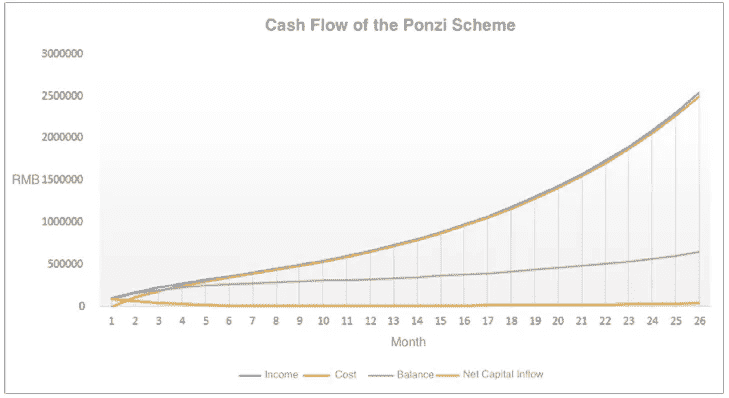 Cash Flow of the Ponzi Scheme
3000000
2500000
2000000
RMB 1500000
1000000
500000
0
1 2 3 4 5 6 7 8 9 10 11 12 13 14 15 16 17 18 19 20 21 22 23 24 25 26
Month
Income Cost Balance Net Capital Inflow